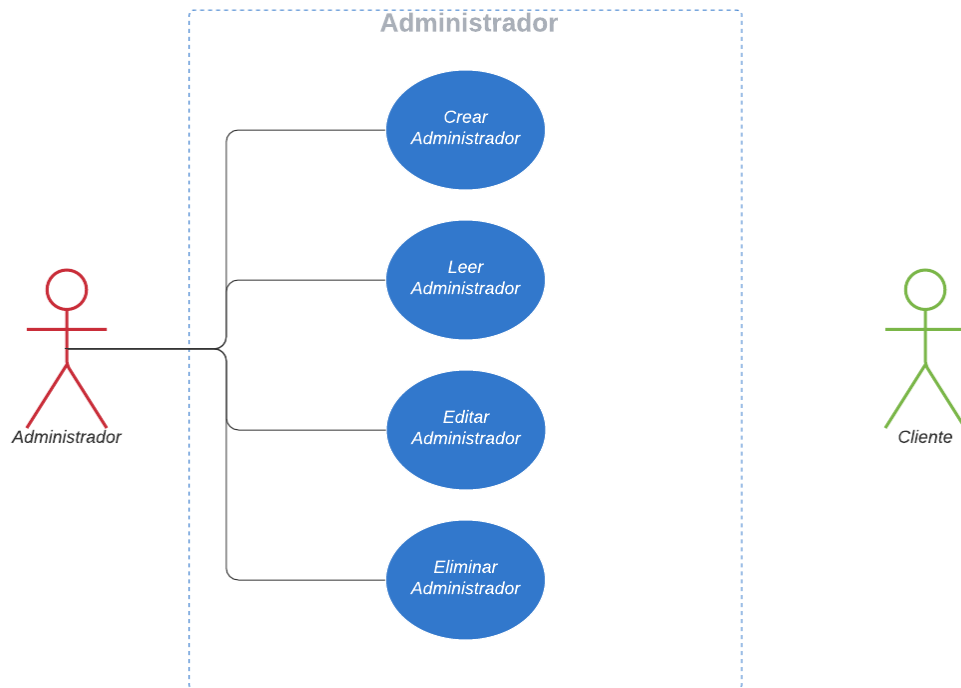 Administrador
Crear
Administrador
Leer
Administrador
Editar
Administrador
Eliminar
Administrador
Administrador
Cliente